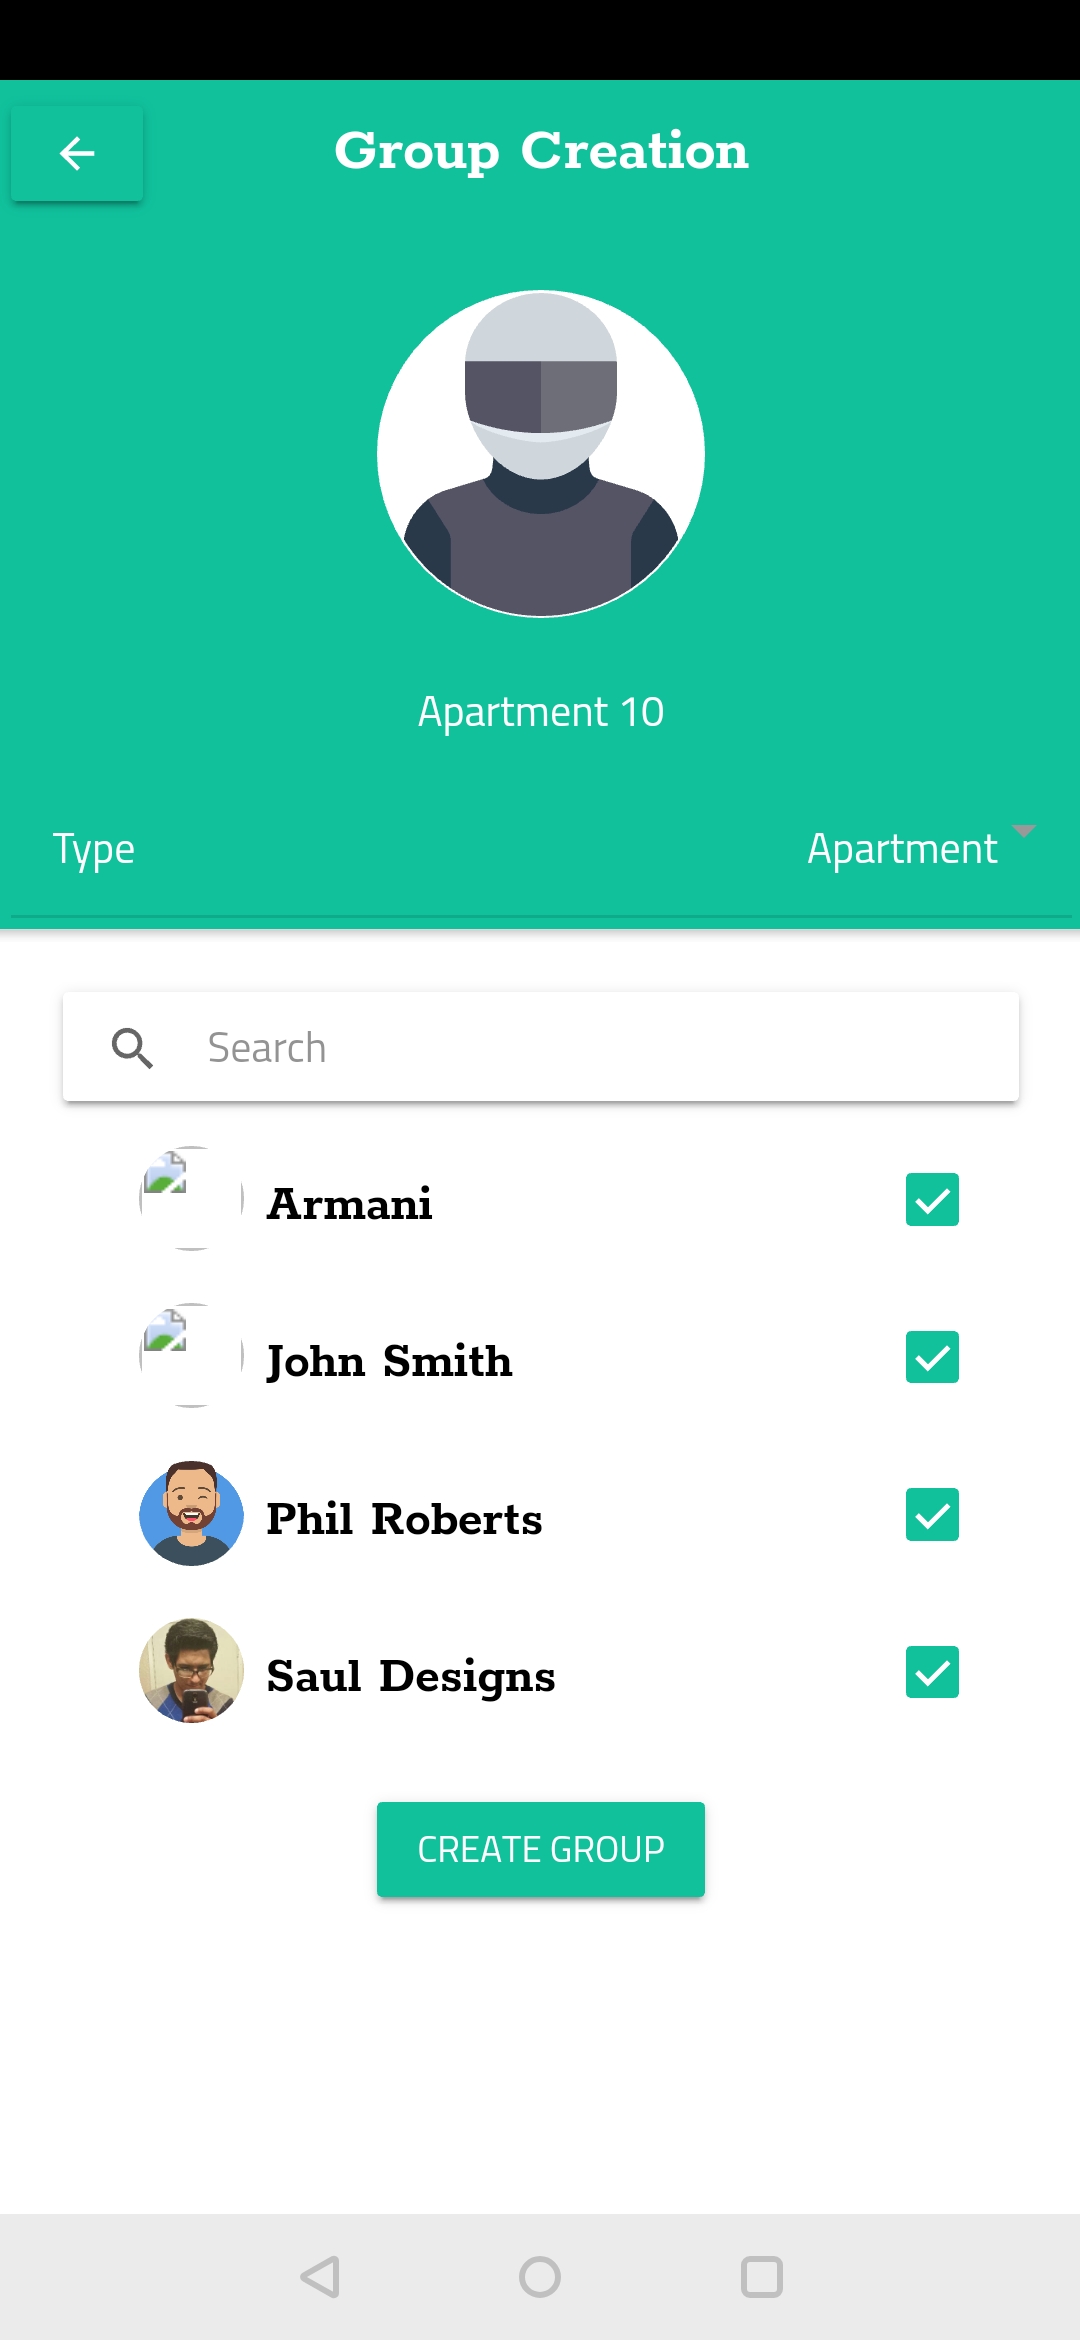 Group Creation
Apartment 10
Type
Apartment
Search
Armani
John Smith
Phil Roberts
Saul Designs
CREATE GROUP